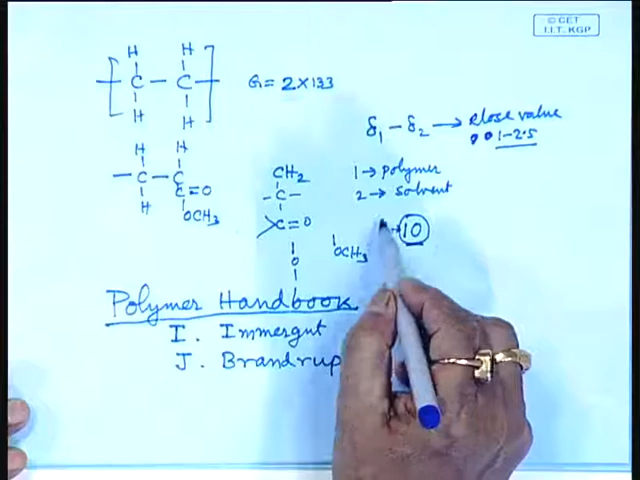 © CET
I.I.T. KGP
H H
— C — C —
H H
G = 2 X 133
δ1 - δ2 → close value
1-2.5
1 → polymer
2 → solvent
H H
— C — C
H C = O
OCH3
CH2
- C -
C = O
O
OCH3
10
Polymer Handbook
I. Immergut
J. Brandrup